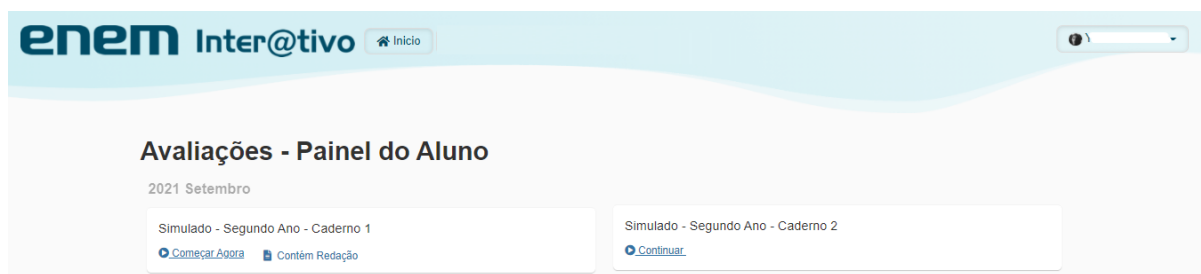 enem Inter@tivo Inicio
Avaliações - Painel do Aluno
2021 Setembro
Simulado - Segundo Ano - Caderno 1
Começar Agora Contém Redação
Simulado - Segundo Ano - Caderno 2
Continuar